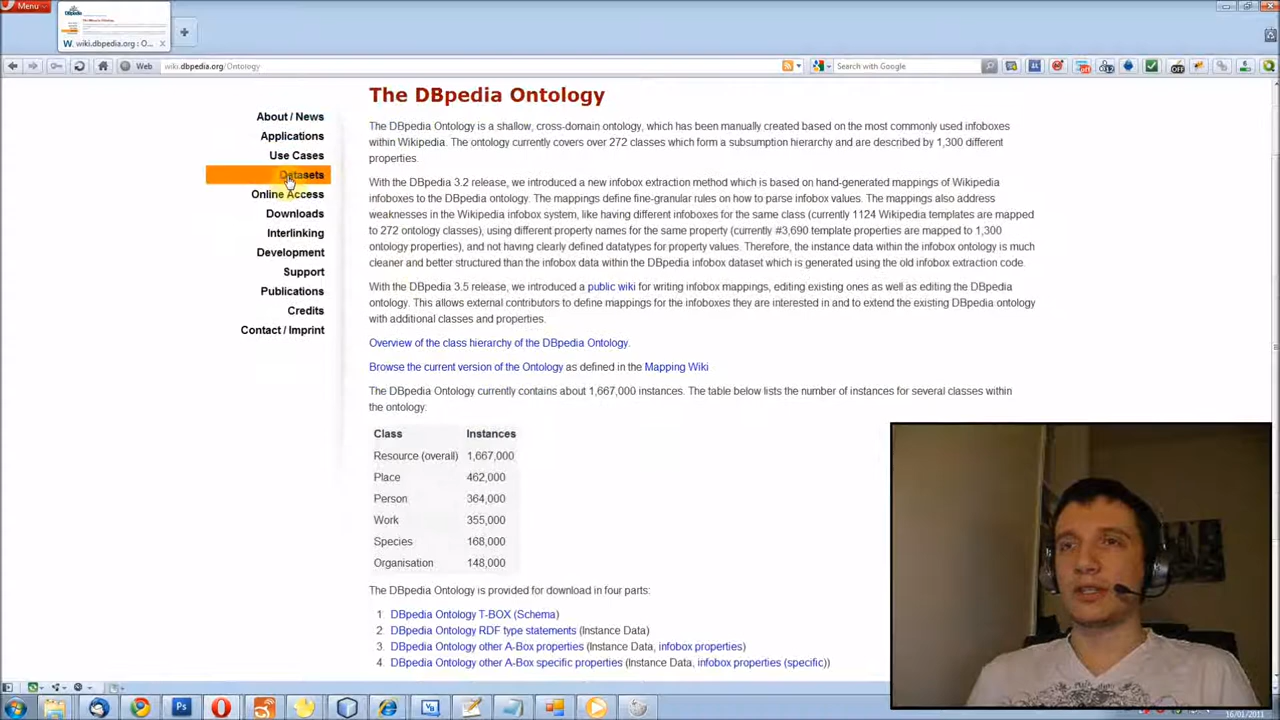 Menu
W. wiki.dbpedia.org : O...
Web
wiki.dbpedia.org/Ontology
Search with Google
The DBpedia Ontology
About / News
Applications
Use Cases
Datasets
Online Access
Downloads
Interlinking
Development
Support
Publications
Credits
Contact / Imprint
The DBpedia Ontology is a shallow, cross-domain ontology, which has been manually created based on the most commonly used infoboxes
within Wikipedia. The ontology currently covers over 272 classes which form a subsumption hierarchy and are described by 1,300 different
properties.
With the DBpedia 3.2 release, we introduced a new infobox extraction method which is based on hand-generated mappings of Wikipedia
infoboxes to the DBpedia ontology. The mappings define fine-granular rules on how to parse infobox values. The mappings also address
weaknesses in the Wikipedia infobox system, like having different infoboxes for the same class (currently 1124 Wikipedia templates are mapped
to 272 ontology classes), using different property names for the same property (currently #3,690 template properties are mapped to 1,300
ontology properties), and not having clearly defined datatypes for property values. Therefore, the instance data within the infobox ontology is much
cleaner and better structured than the infobox data within the DBpedia infobox dataset which is generated using the old infobox extraction code.
With the DBpedia 3.5 release, we introduced a public wiki for writing infobox mappings, editing existing ones as well as editing the DBpedia
ontology. This allows external contributors to define mappings for the infoboxes they are interested in and to extend the existing DBpedia ontology
with additional classes and properties.
Overview of the class hierarchy of the DBpedia Ontology.
Browse the current version of the Ontology as defined in the Mapping Wiki
The DBpedia Ontology currently contains about 1,667,000 instances. The table below lists the number of instances for several classes within
the ontology:
Class Instances
Resource (overall) 1,667,000
Place 462,000
Person 364,000
Work 355,000
Species 168,000
Organisation 148,000
The DBpedia Ontology is provided for download in four parts:
1 DBpedia Ontology T-BOX (Schema)
2. DBpedia Ontology RDF type statements (Instance Data)
3. DBpedia Ontology other A-Box properties (Instance Data, infobox properties)
4. DBpedia Ontology other A-Box specific properties (Instance Data, infobox properties (specific))
16/01/2011